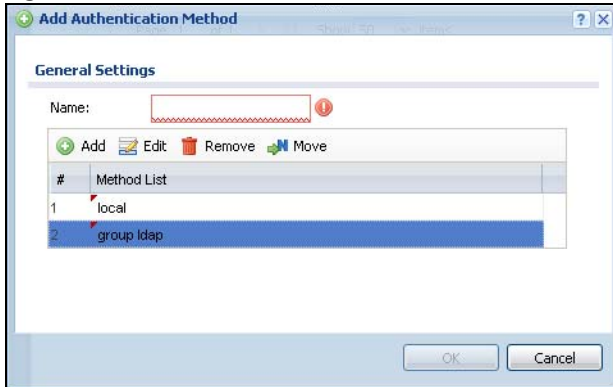 Add Authentication Method
General Settings
Name:
Add Edit Remove Move
# Method List
1 local
2 group ldap
OK Cancel